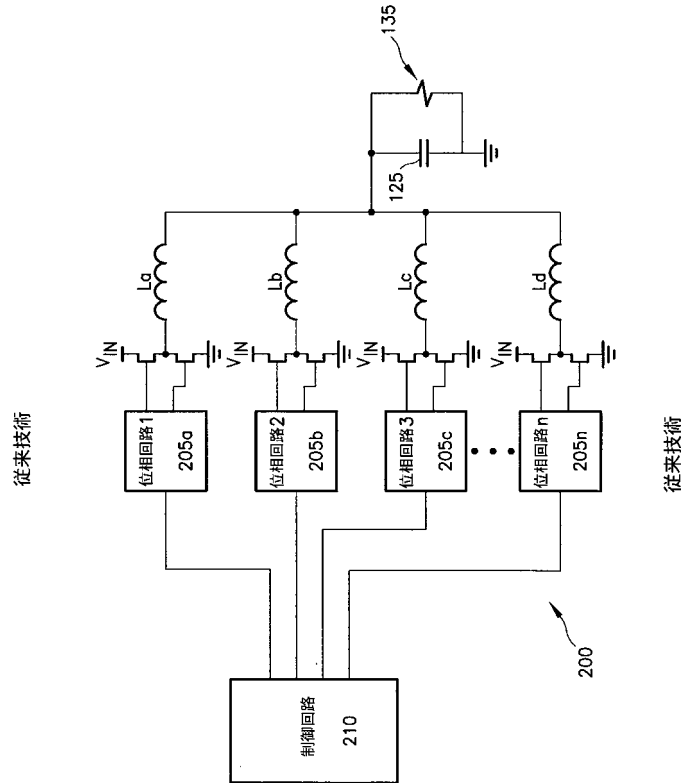 従来技術
制御回路
210
200
位相回路1
205a
位相回路2
205b
位相回路3
205c
位相回路n
205n
VIN
VIN
VIN
VIN
La
Lb
Lc
Ld
125
135
従来技術